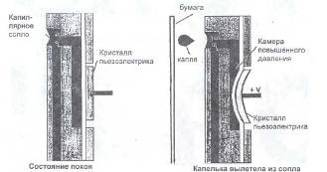 Капил-
лярное
сопло
Кристалл
пьезоэлектрика
Состояние покоя
бумага
капля
Камера
повышенного
давления
+ V
Кристалл
пьезоэлектрика
Капелька вылетела из сопла